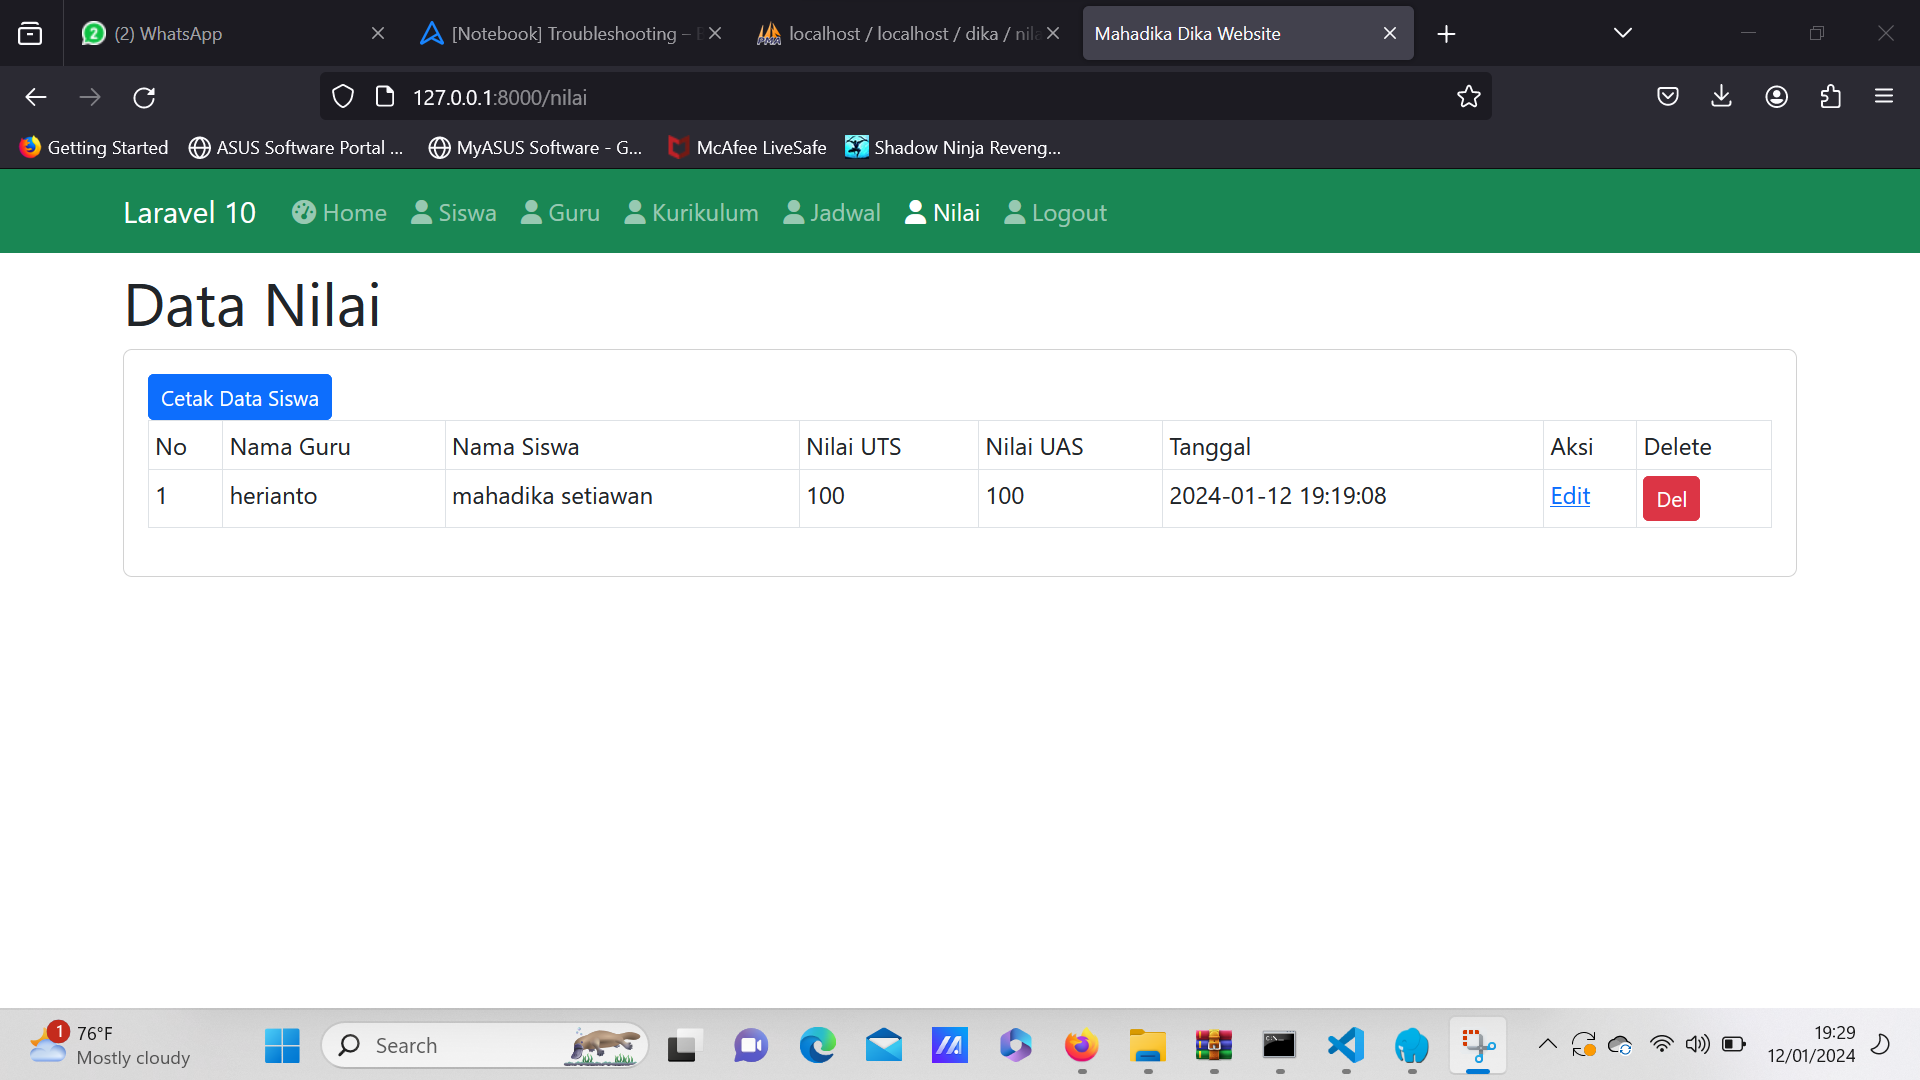 2
(2) WhatsApp
[Notebook] Troubleshooting –
PMA
localhost / localhost / dika /
Mahadika Dika Website
127.0.0.1:8000/nilai
Getting Started
ASUS Software Portal ...
MyASUS Software - G...
McAfee LiveSafe
Shadow Ninja Reveng...
Laravel 10
Home
Siswa
Guru
Kurikulum
Jadwal
Nilai
Logout
Data Nilai
Cetak Data Siswa
No Nama Guru Nama Siswa Nilai UTS Nilai UAS Tanggal Aksi Delete
1 herianto mahadika setiawan 100 100 2024-01-12 19:19:08 Edit Del
1
76°F
Mostly cloudy
Search
19:29
12/01/2024